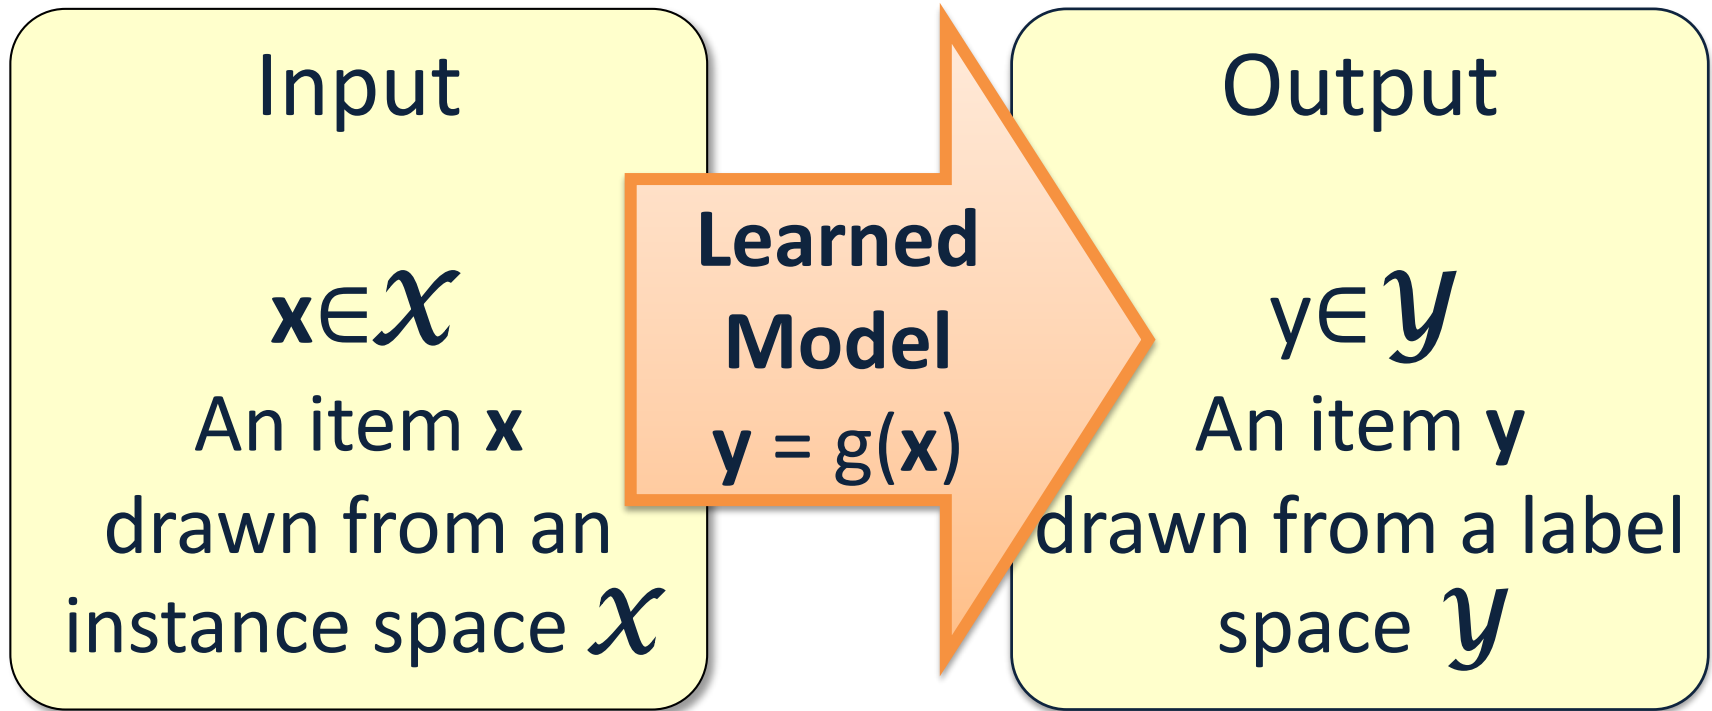 Input
x∈𝒳
An item x
drawn from an
instance space 𝒳
Learned
Model
y = g(x)
Output
y∈𝒴
An item y
drawn from a label
space 𝒴